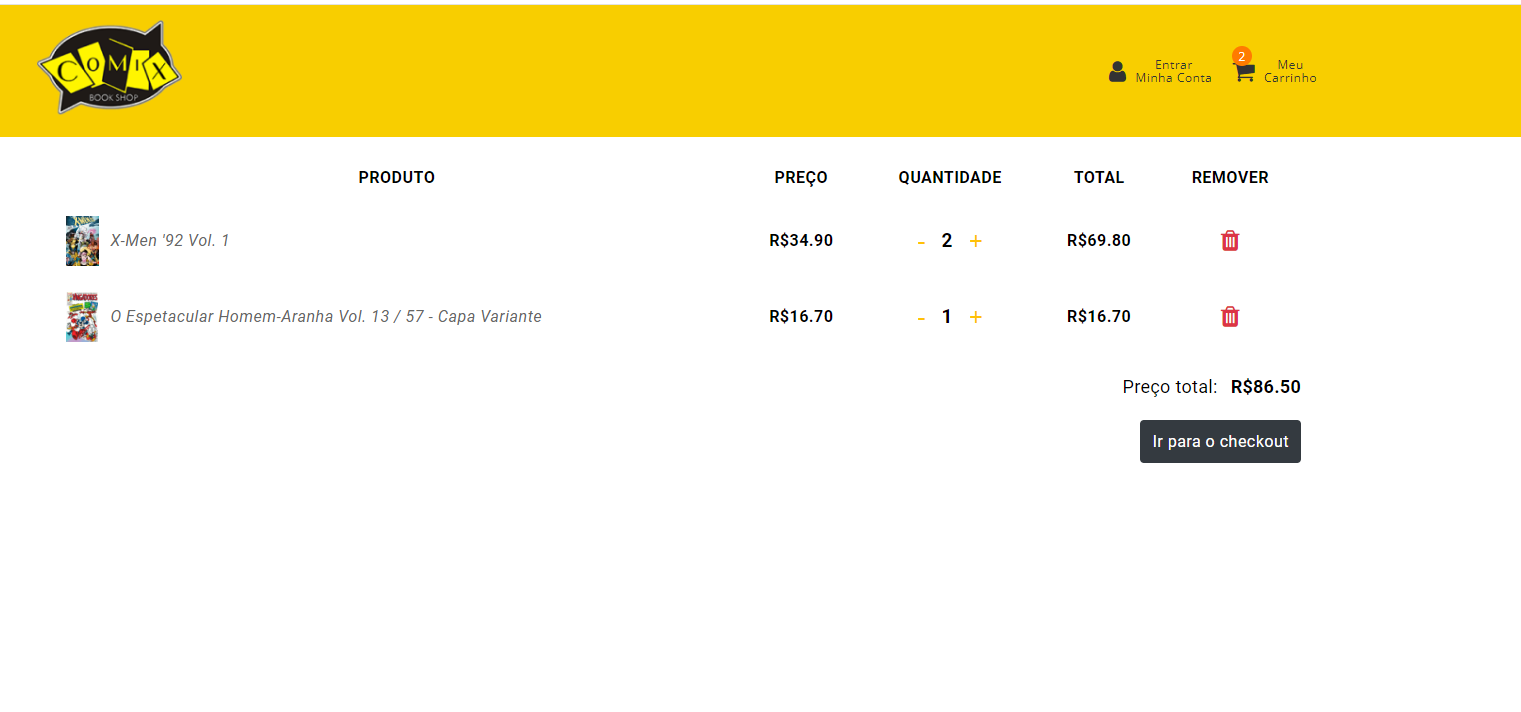 COMIX
BOOK SHOP
Entrar
Minha Conta
2
Meu
Carrinho
PRODUTO PREÇO QUANTIDADE TOTAL REMOVER
X-Men '92 Vol. 1 R$34.90 - 2 + R$69.80
O Espetacular Homem-Aranha Vol. 13 / 57 - Capa Variante R$16.70 - 1 + R$16.70
Preço total: R$86.50
Ir para o checkout